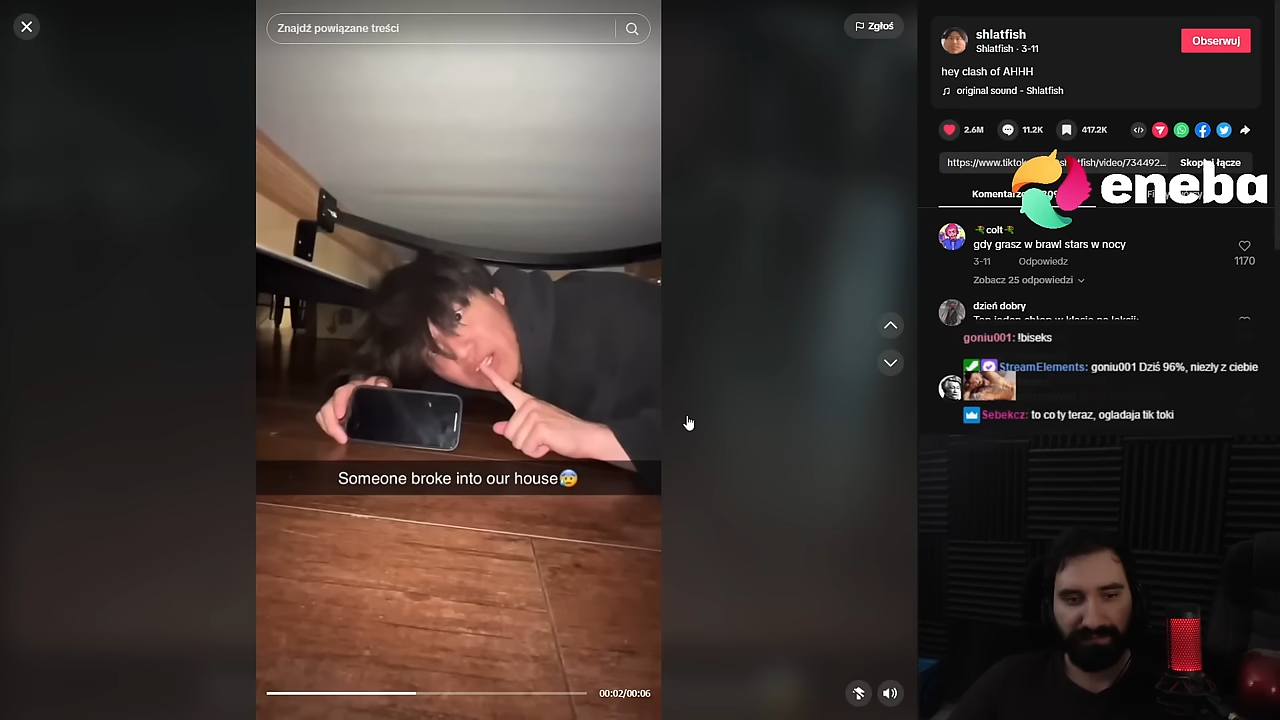 Znajdź powiązane treści
Zgłoś
Someone broke into our house😰
00:02/00:06
shlatfish
Shlatfish · 3-11
Obserwuj
hey clash of AHHH
original sound - Shlatfish
2.6M
11.2K
417.2K
eneba
colt
gdy grasz w brawl stars w nocy
3-11 Odpowiedz
1170
Zobacz 25 odpowiedzi
dzień dobry
goniu001: !biseks
StreamElements: goniu001 Dziś 96%, niezły z ciebie
Sebekcz: to co ty teraz, ogladaja tik toki